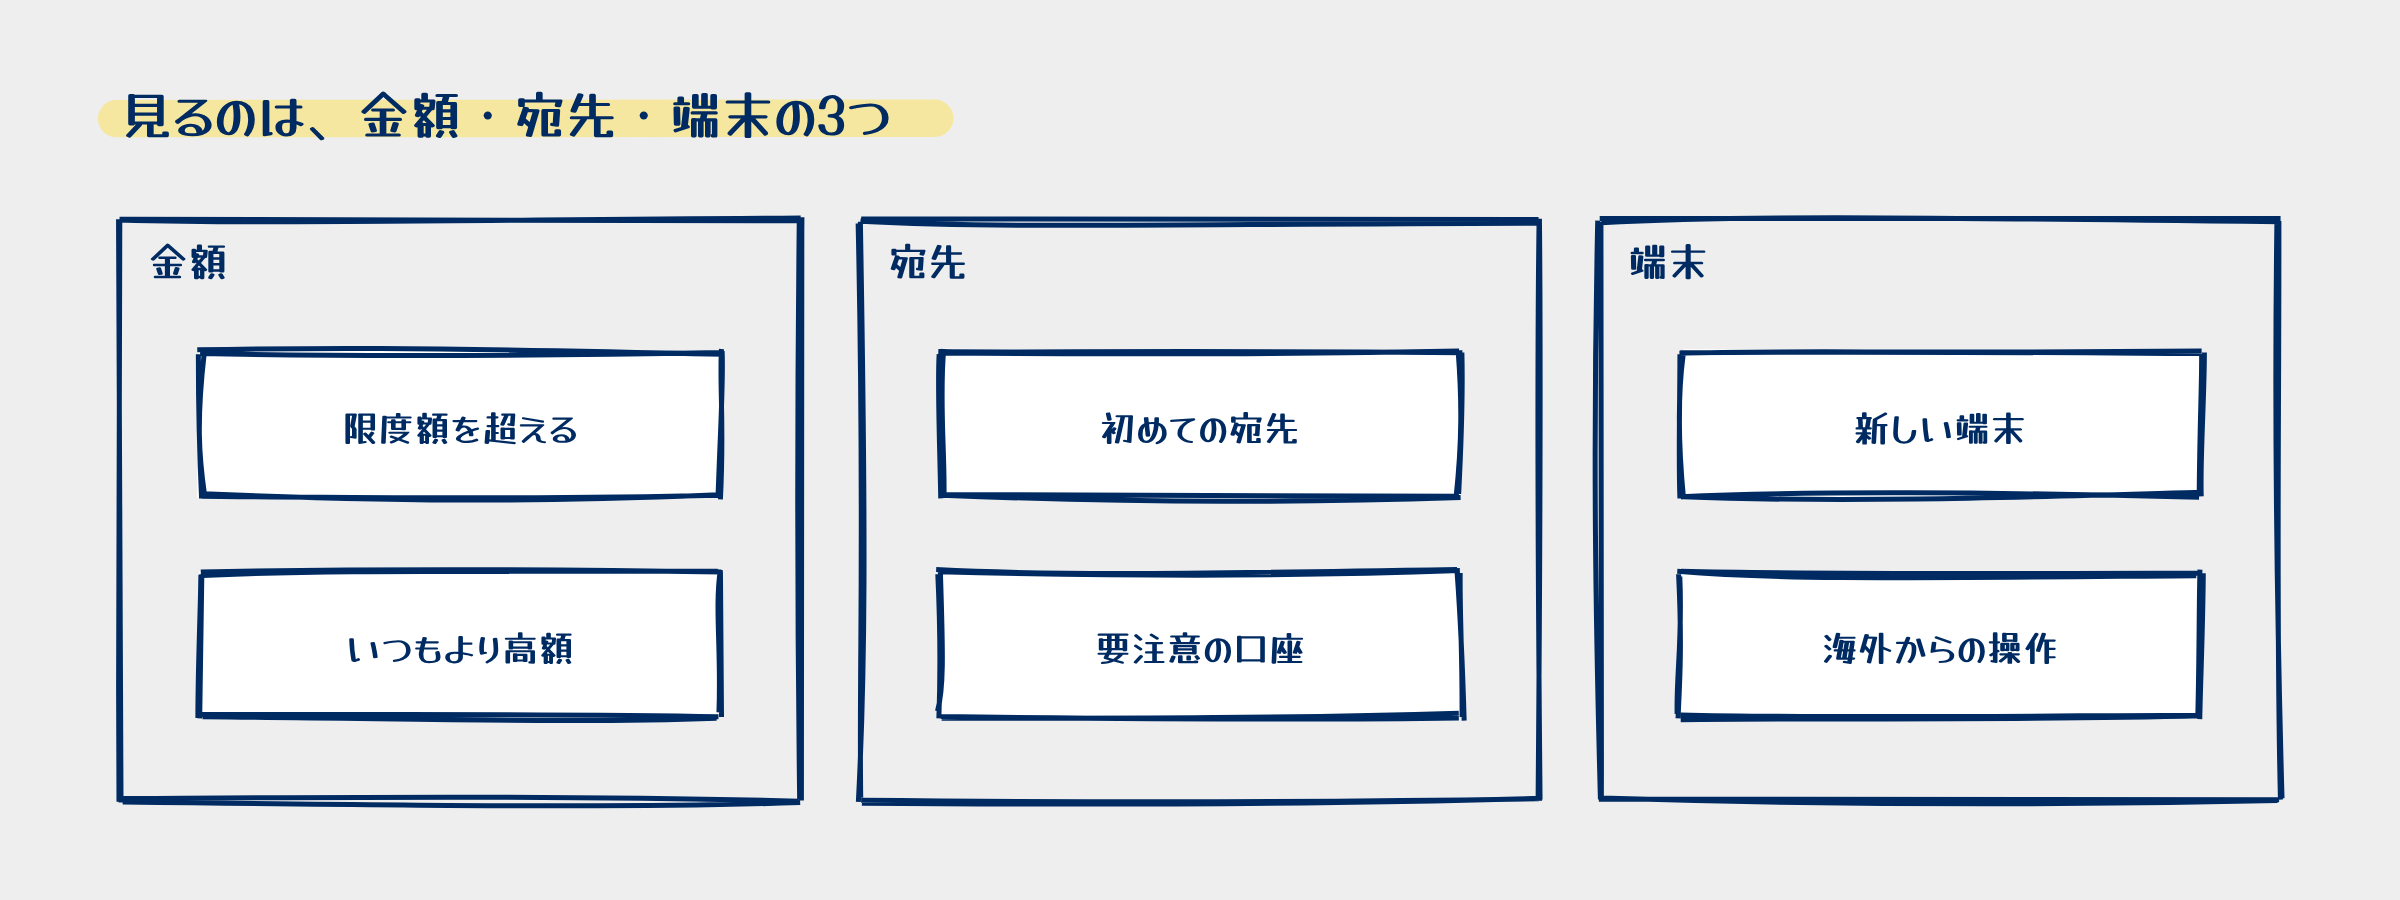 見るのは、金額・宛先・端末の3つ
金額
限度額を超える
いつもより高額
宛先
初めての宛先
要注意の口座
端末
新しい端末
海外からの操作